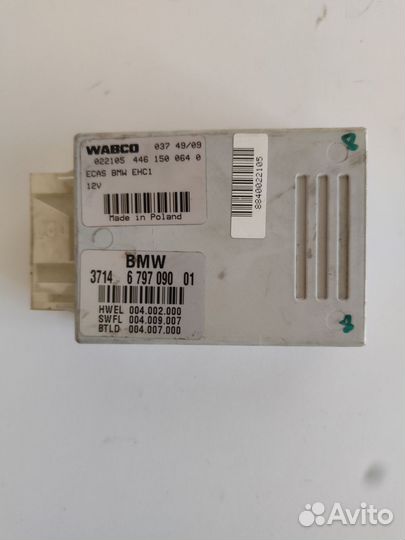 WABCO 037 49/09
022105 446 150 064 0
ECAS BMW EHC1
12V
Made in Poland
8840022105
BMW
3714 6 797 090 01
HWEL 004.002.000
SWFL 004.009.007
BTLD 004.007.000
Avito